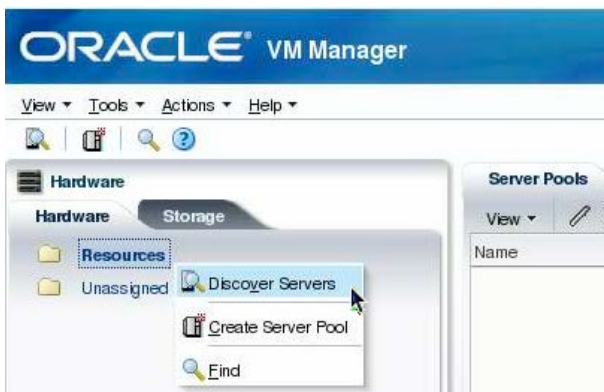 ORACLE® VM Manager
View Tools Actions Help
Hardware
Hardware Storage
Resources
Unassigned
Discover Servers
Create Server Pool
Find
Server Pools
View
Name